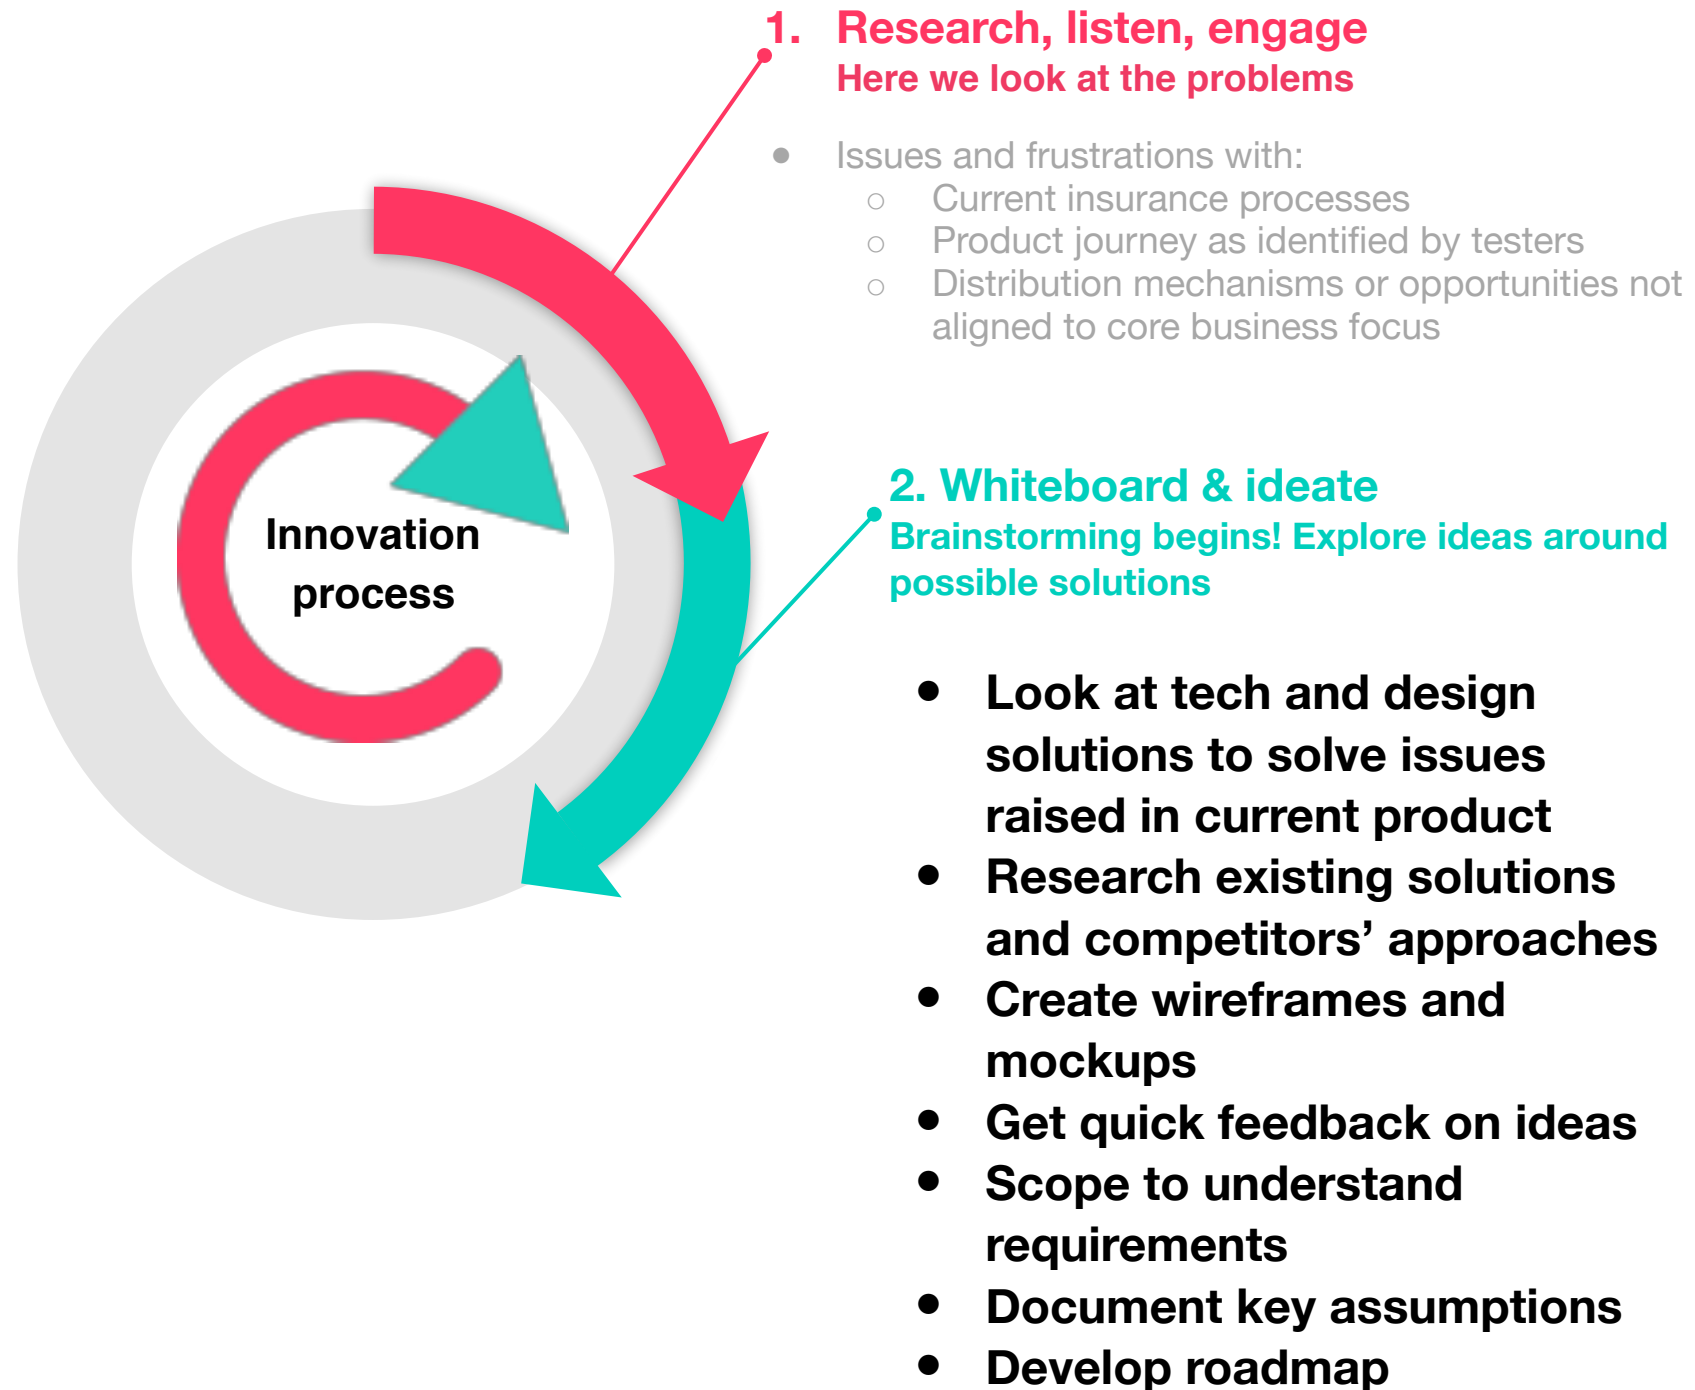 1. Research, listen, engage
Here we look at the problems
● Issues and frustrations with:
○ Current insurance processes
○ Product journey as identified by testers
○ Distribution mechanisms or opportunities not
aligned to core business focus
Innovation
process
2. Whiteboard & ideate
Brainstorming begins! Explore ideas around
possible solutions
● Look at tech and design
solutions to solve issues
raised in current product
● Research existing solutions
and competitors’ approaches
● Create wireframes and
mockups
● Get quick feedback on ideas
● Scope to understand
requirements
● Document key assumptions
● Develop roadmap